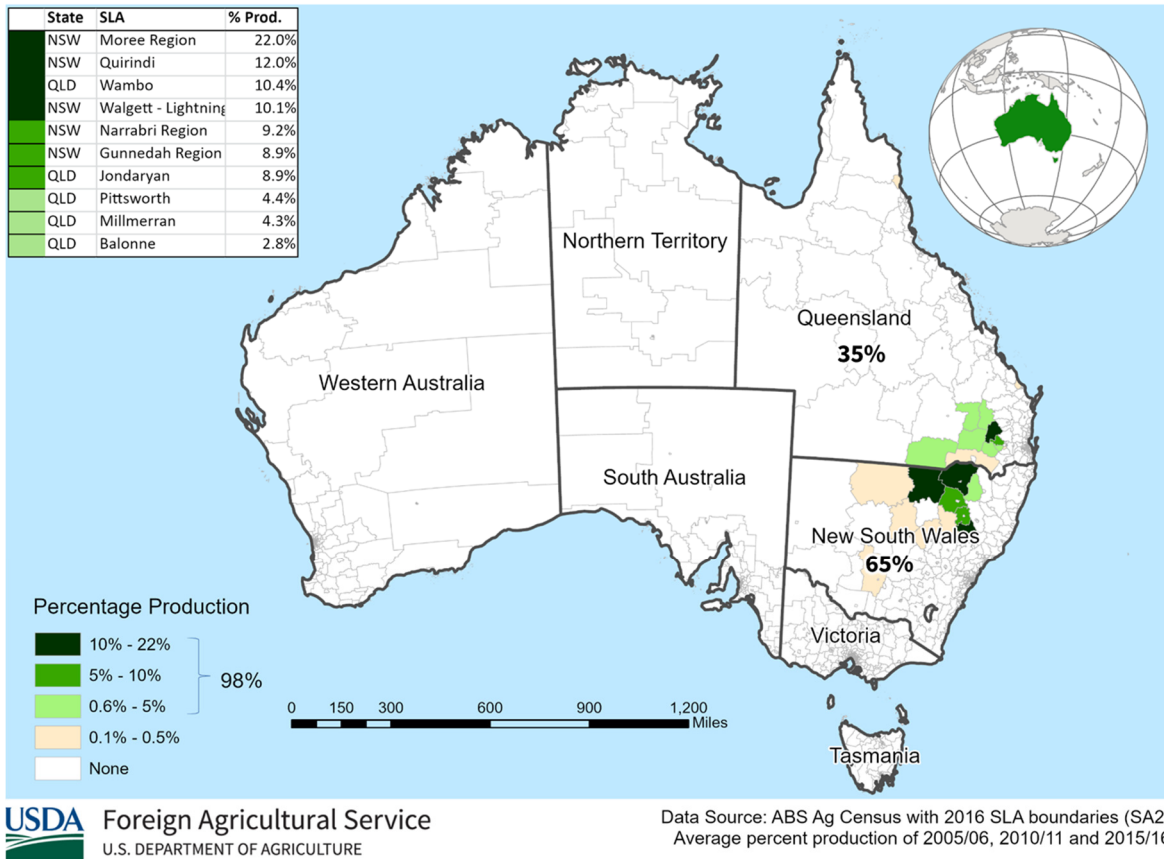 State SLA % Prod.
NSW Moree Region 22.0%
NSW Quirindi 12.0%
QLD Wambo 10.4%
NSW Walgett - Lightning 10.1%
NSW Narrabri Region 9.2%
NSW Gunnedah Region 8.9%
QLD Jondaryan 8.9%
QLD Pittsworth 4.4%
QLD Millmerran 4.3%
QLD Balonne 2.8%
Northern Territory
Queensland
35%
Western Australia
South Australia
New South Wales
65%
Victoria
Tasmania
Percentage Production
10% - 22%
5% - 10%
0.6% - 5%
98%
0.1% - 0.5%
None
0 150 300 600 900 1,200
Miles
USDA
Foreign Agricultural Service
U.S. DEPARTMENT OF AGRICULTURE
Data Source: ABS Ag Census with 2016 SLA boundaries (SA2
Average percent production of 2005/06, 2010/11 and 2015/16